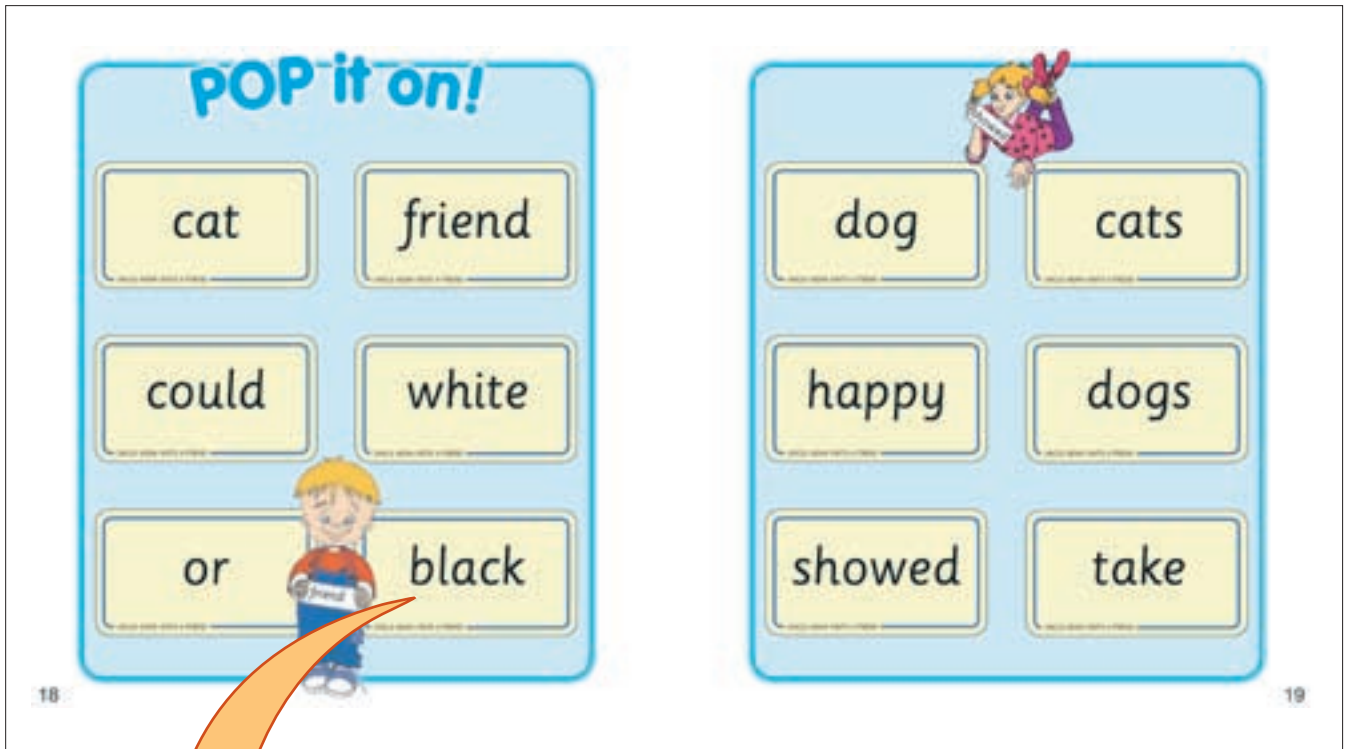 POP it on!
cat
friend
could
white
or
black
friend
18
dog
cats
happy
dogs
showed
take
19